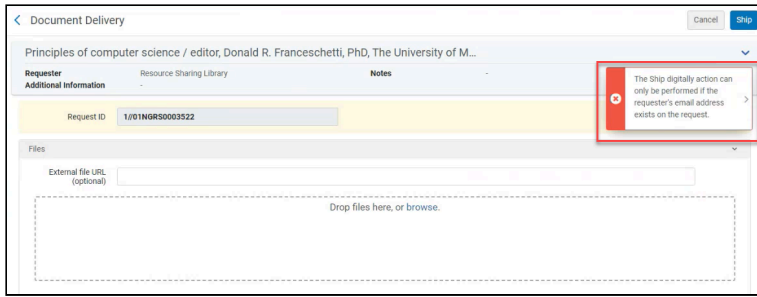 Document Delivery
Cancel
Ship
Principles of computer science / editor, Donald R. Franceschetti, PhD, The University of M...
Requester Resource Sharing Library Notes -
Additional Information -
The Ship digitally action can
only be performed if the
requester's email address
exists on the request.
Request ID 1//01NGRS0003522
Files
External file URL
(optional)
Drop files here, or browse.